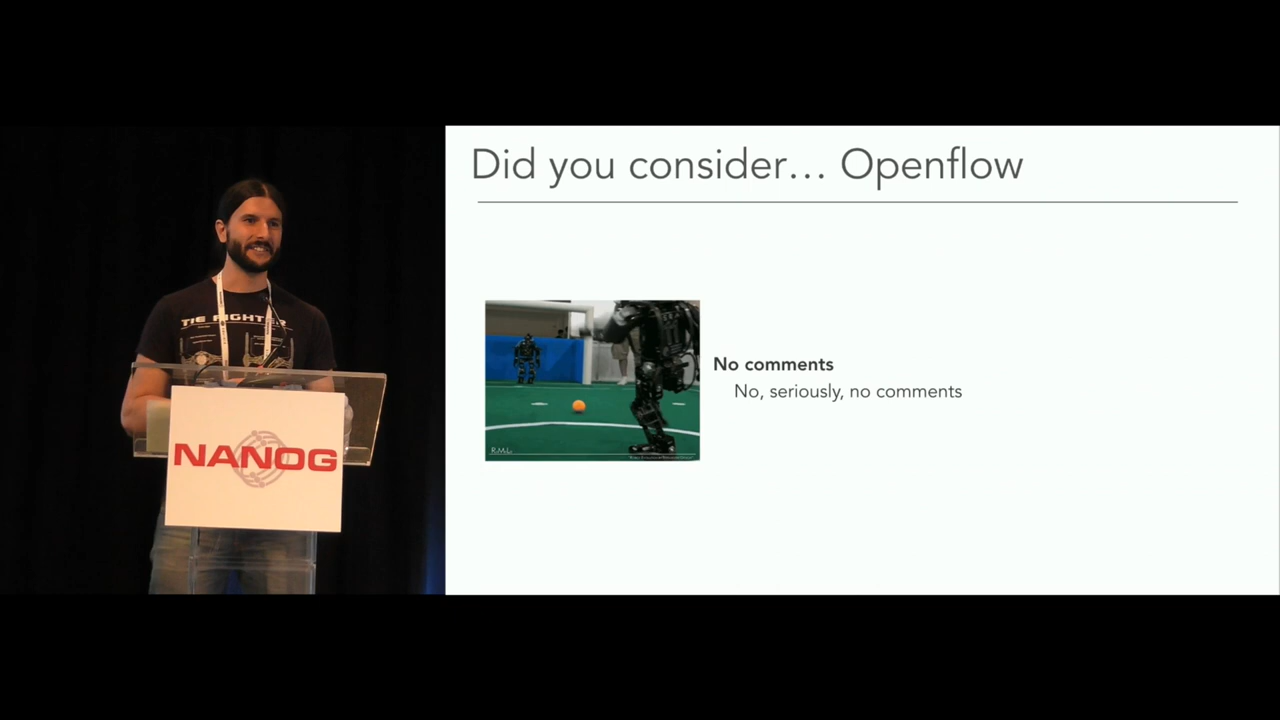 Did you consider... Openflow
TIE FIGHTER
No comments
No, seriously, no comments
NANOG
R.M.L.